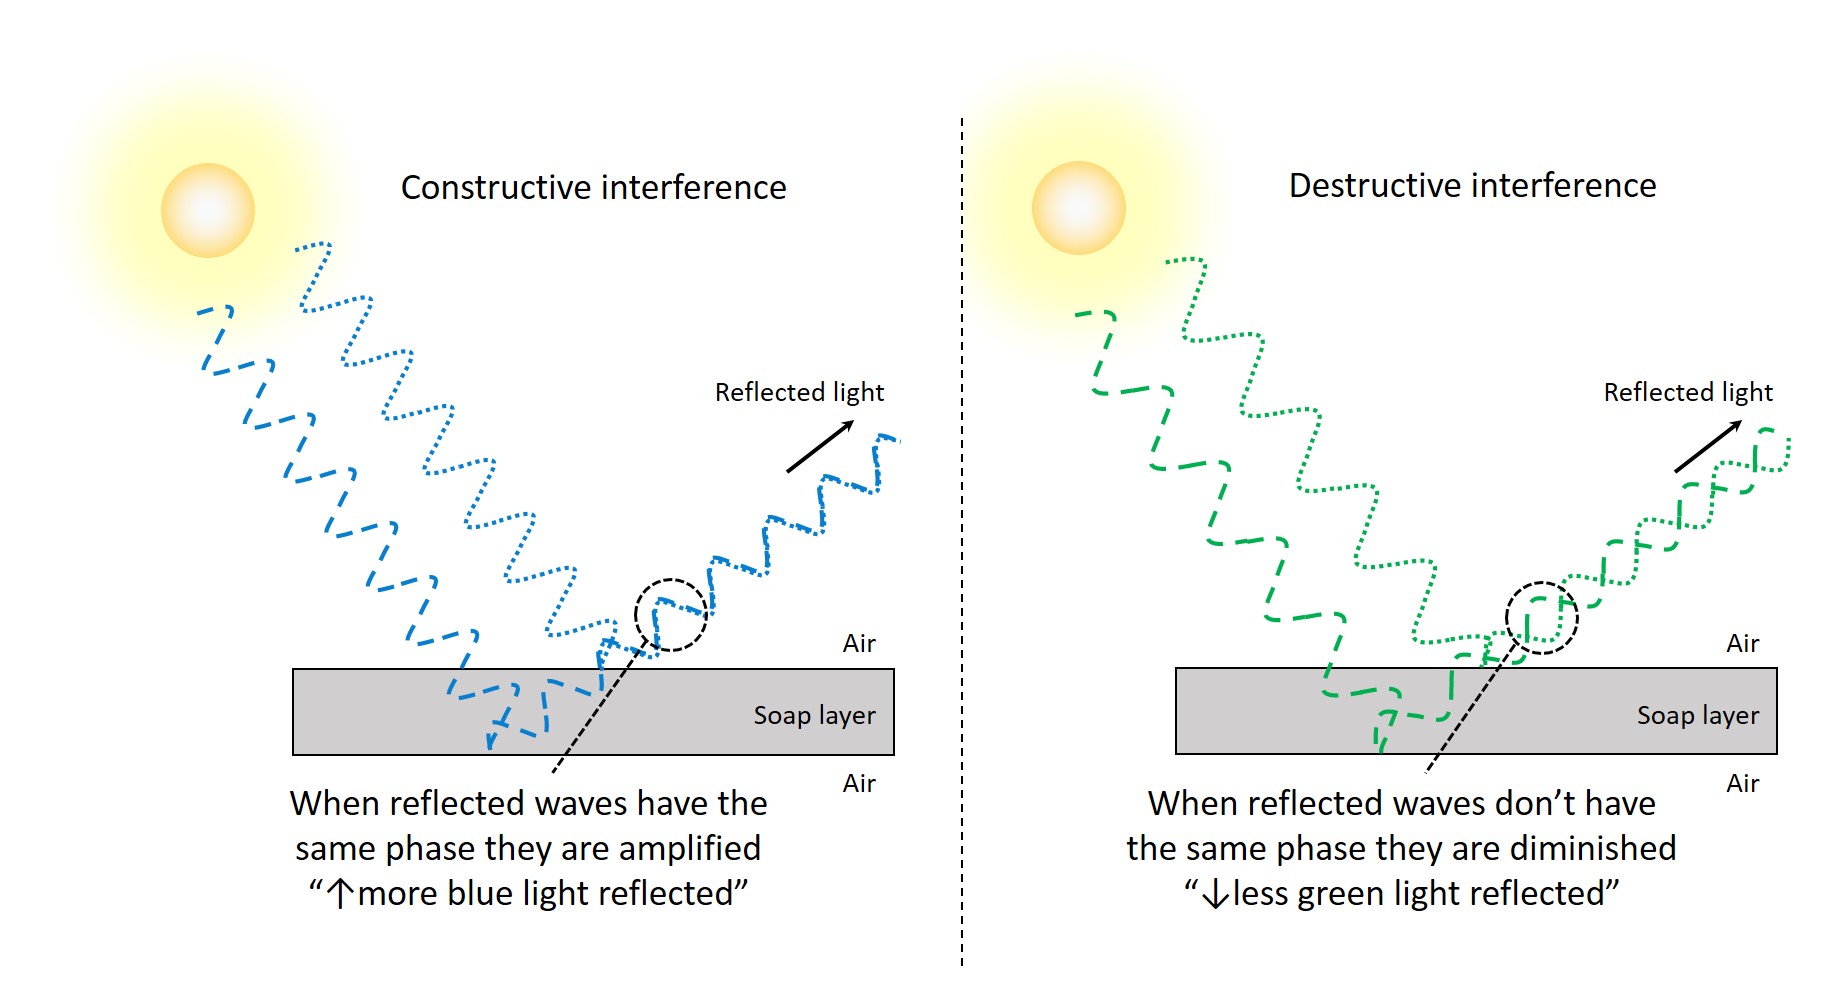 Constructive interference
Reflected light
Air
Soap layer
Air
When reflected waves have the
same phase they are amplified
“↑more blue light reflected”
Destructive interference
Reflected light
Air
Soap layer
Air
When reflected waves don’t have
the same phase they are diminished
“↓less green light reflected”